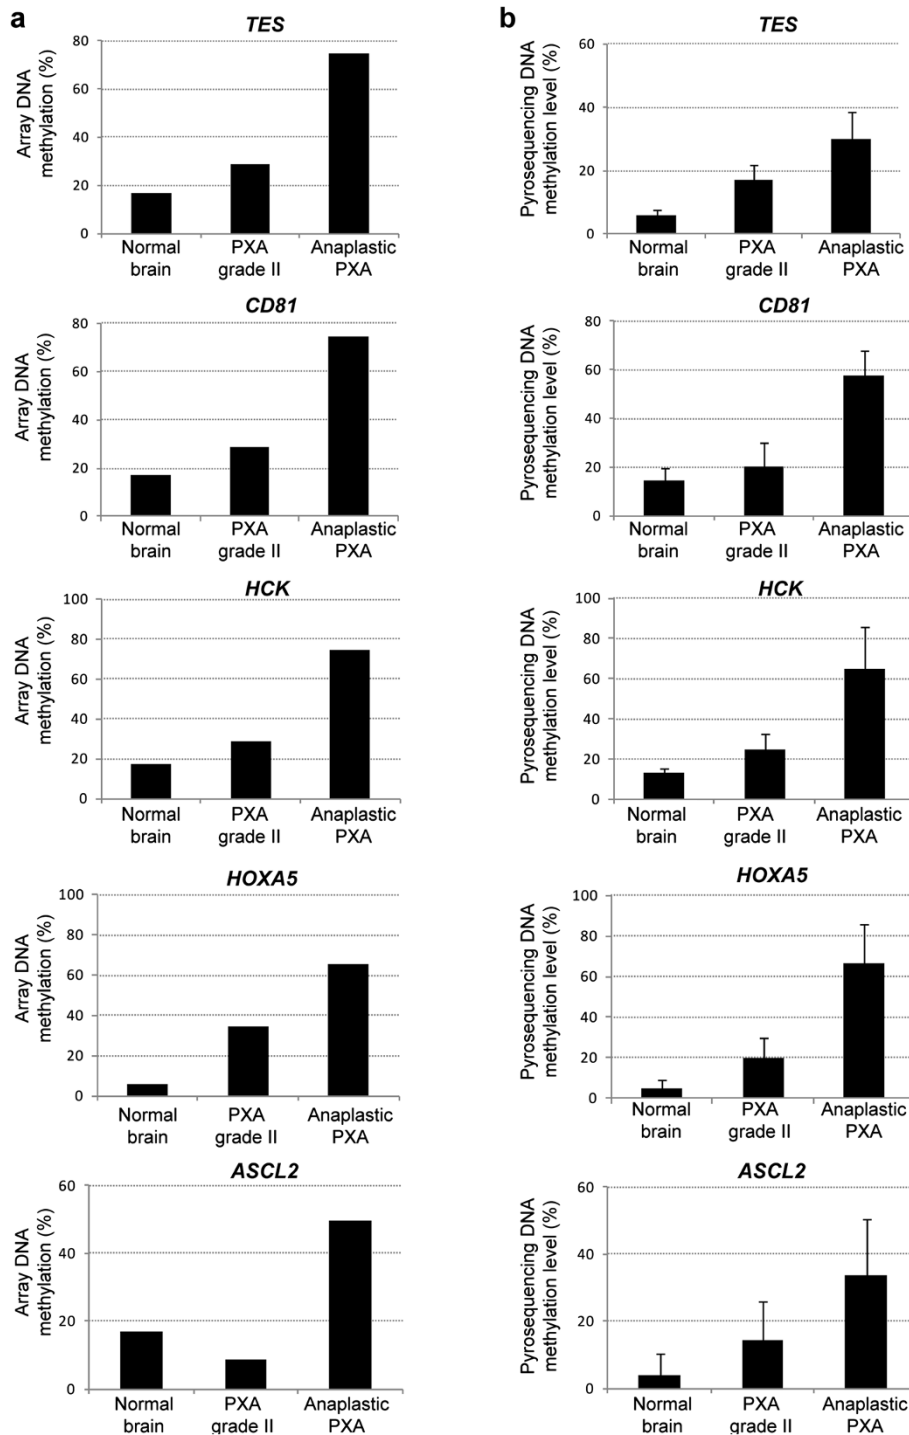 a
TES
Array DNA
methylation (%)
80
60
40
20
0
Normal
brain
PXA
grade II
Anaplastic
PXA
CD81
Array DNA
methylation (%)
80
60
40
20
0
Normal
brain
PXA
grade II
Anaplastic
PXA
HCK
Array DNA
methylation (%)
100
80
60
40
20
0
Normal
brain
PXA
grade II
Anaplastic
PXA
HOXA5
Array DNA
methylation (%)
100
80
60
40
20
0
Normal
brain
PXA
grade II
Anaplastic
PXA
ASCL2
Array DNA
methylation (%)
60
40
20
0
Normal
brain
PXA
grade II
Anaplastic
PXA
b
TES
Pyrosequencing DNA
methylation level (%)
60
40
20
0
Normal
brain
PXA
grade II
Anaplastic
PXA
CD81
Pyrosequencing DNA
methylation level (%)
80
60
40
20
0
Normal
brain
PXA
grade II
Anaplastic
PXA
HCK
Pyrosequencing DNA
methylation level (%)
100
80
60
40
20
0
Normal
brain
PXA
grade II
Anaplastic
PXA
HOXA5
Pyrosequencing DNA
methylation level (%)
100
80
60
40
20
0
Normal
brain
PXA
grade II
Anaplastic
PXA
ASCL2
Pyrosequencing DNA
methylation level (%)
60
40
20
0
Normal
brain
PXA
grade II
Anaplastic
PXA